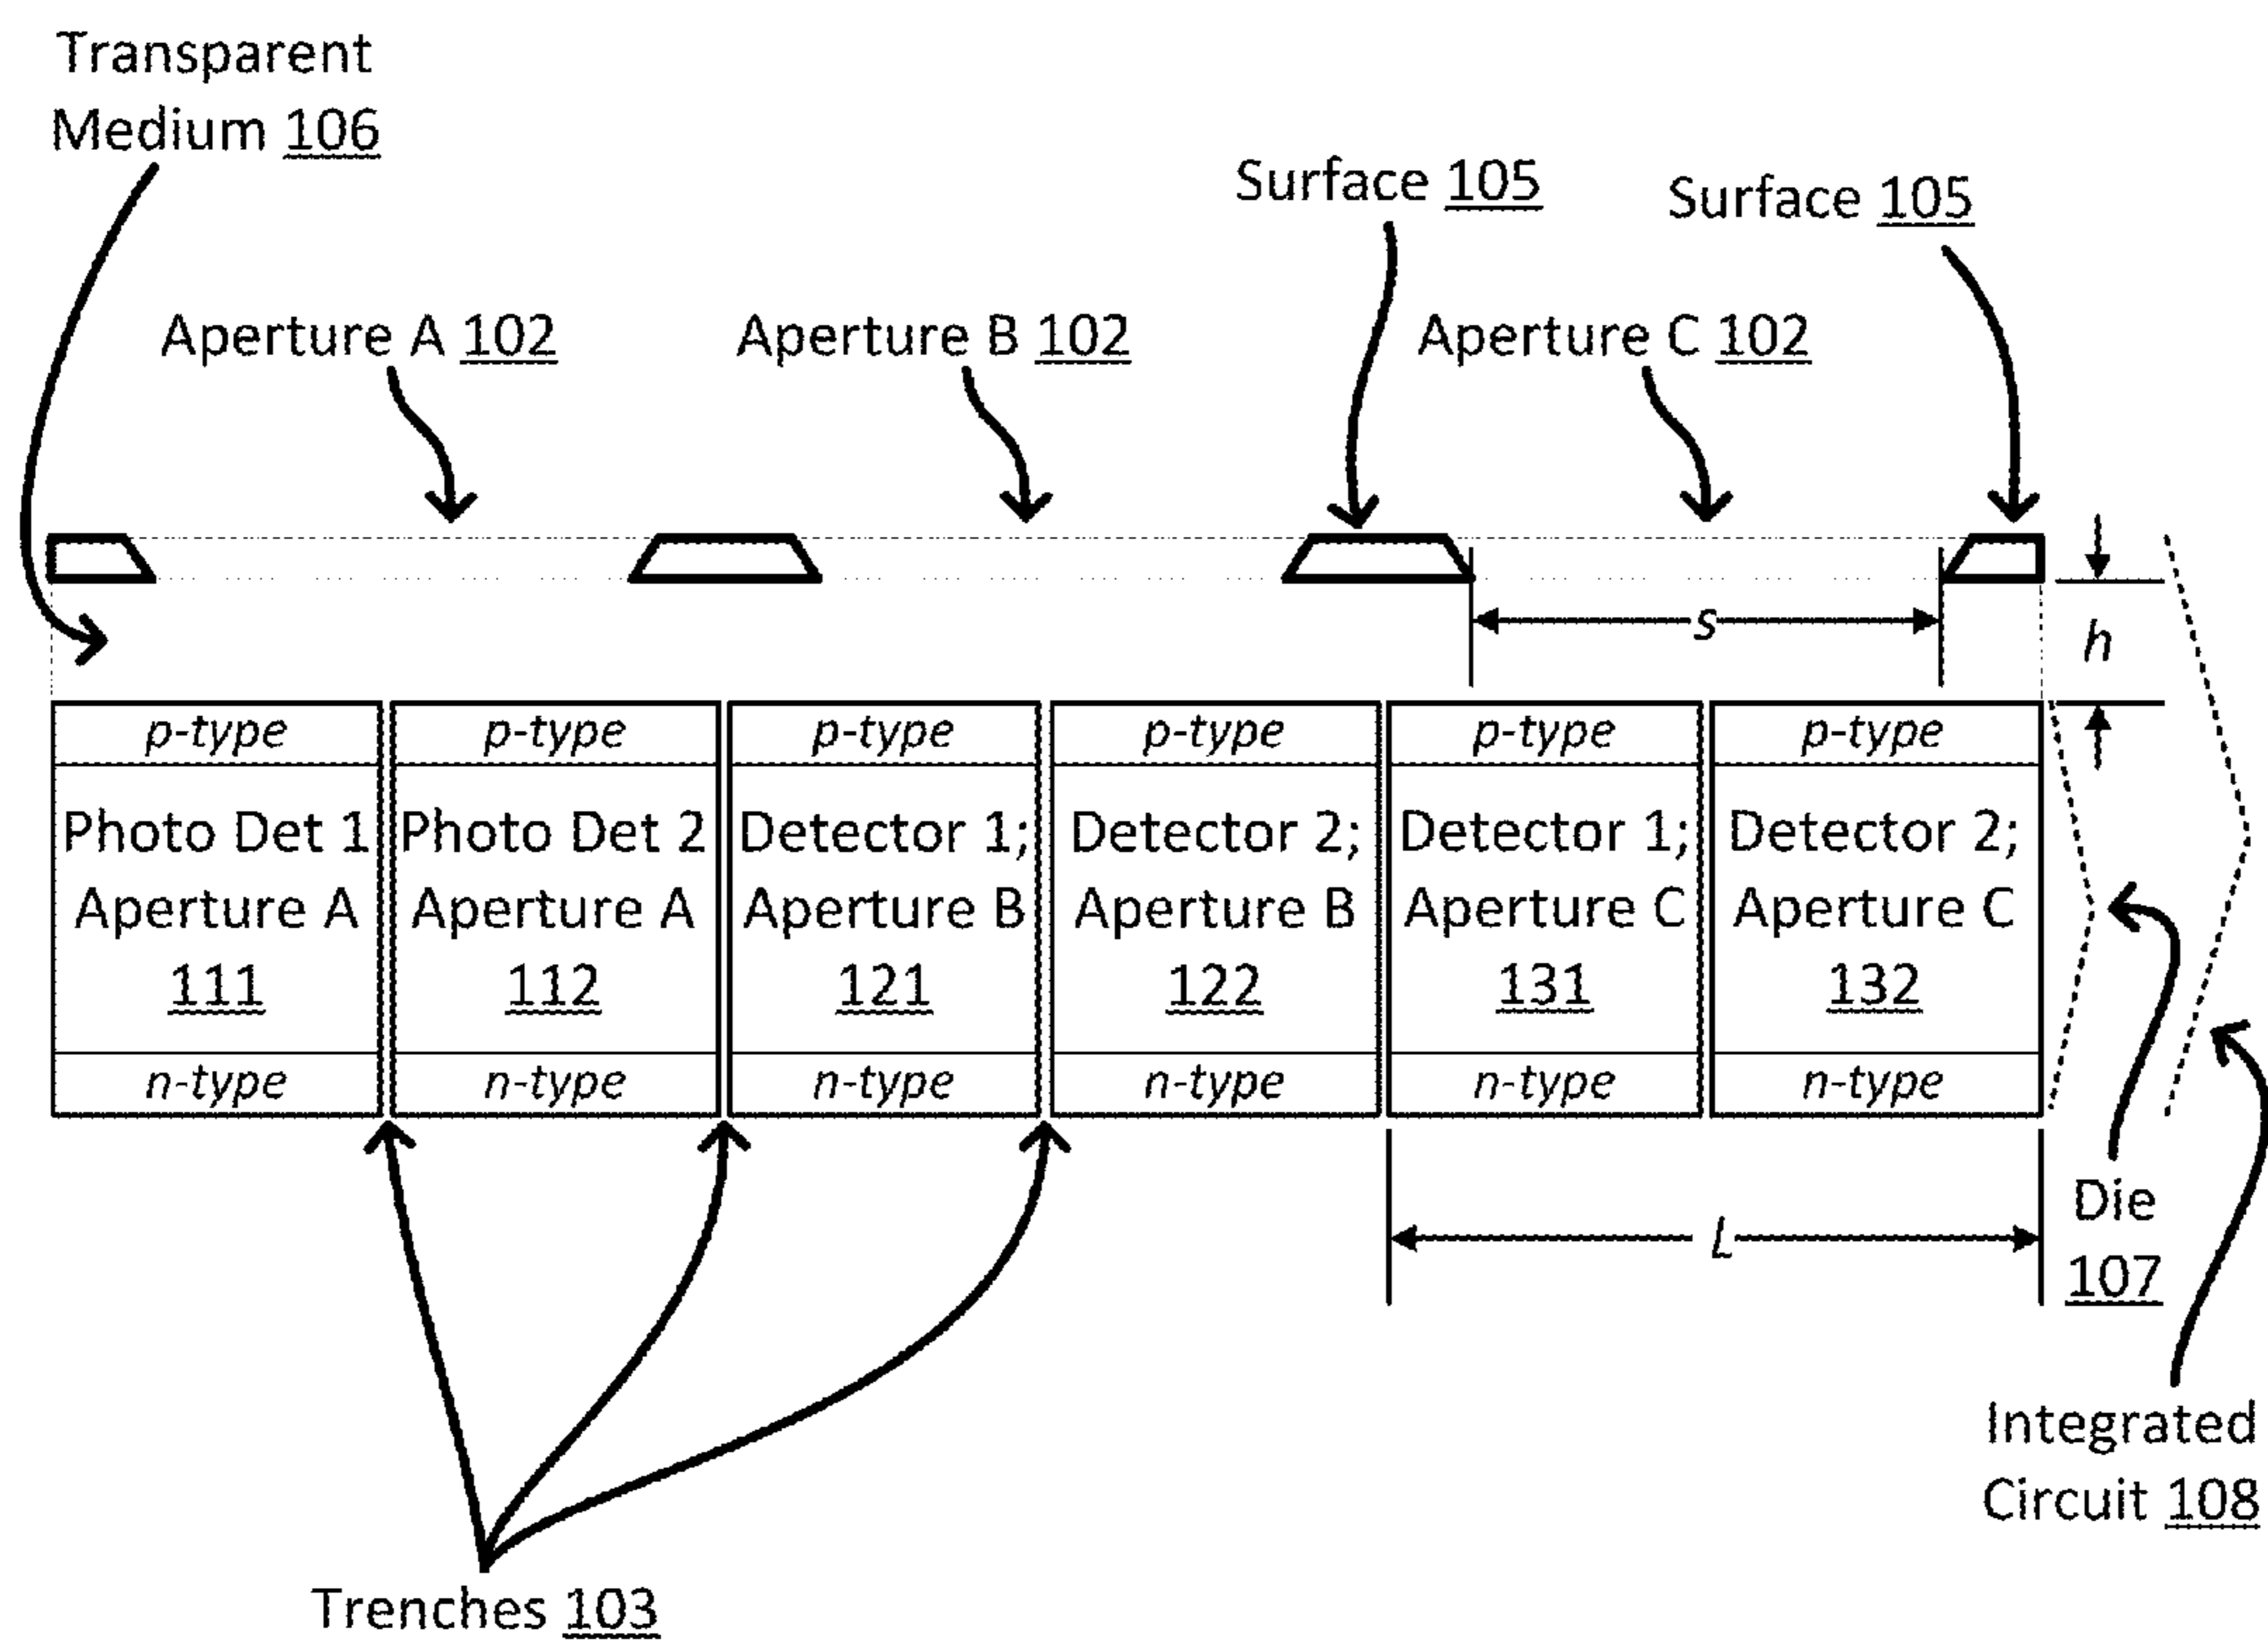 Transparent
Medium 106
Surface 105
Surface 105
Aperture A 102
Aperture B 102
Aperture C 102
s
h
p-type
p-type
p-type
p-type
p-type
p-type
Photo Det 1
Aperture A
111
Photo Det 2
Aperture A
112
Detector 1;
Aperture B
121
Detector 2;
Aperture B
122
Detector 1;
Aperture C
131
Detector 2;
Aperture C
132
n-type
n-type
n-type
n-type
n-type
n-type
L
Die
107
Integrated
Circuit 108
Trenches 103